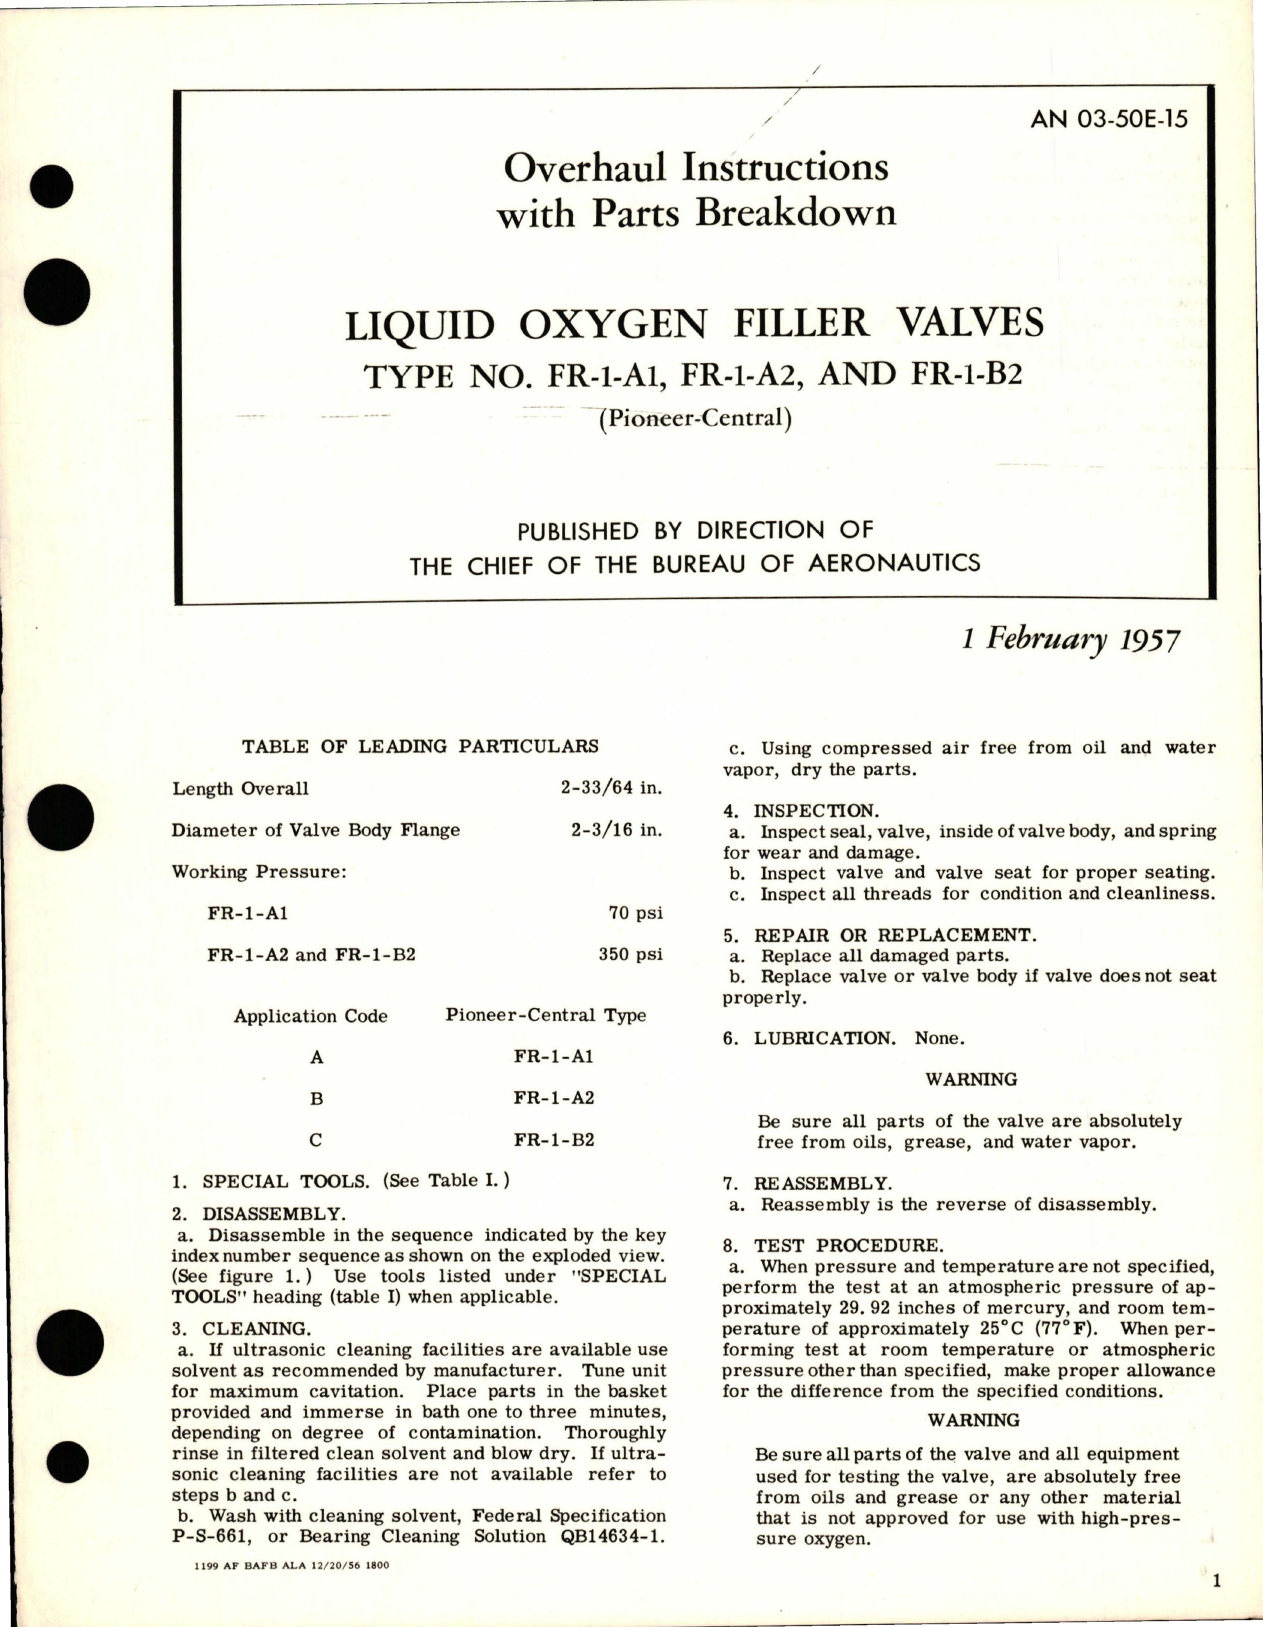 AN 03-50E-15
Overhaul Instructions
with Parts Breakdown
LIQUID OXYGEN FILLER VALVES
TYPE NO. FR-1-A1, FR-1-A2, AND FR-1-B2
(Pioneer-Central)
PUBLISHED BY DIRECTION OF
THE CHIEF OF THE BUREAU OF AERONAUTICS
1 February 1957
TABLE OF LEADING PARTICULARS
Length Overall 2-33/64 in.
Diameter of Valve Body Flange 2-3/16 in.
Working Pressure:
FR-1-A1 70 psi
FR-1-A2 and FR-1-B2 350 psi
Application Code Pioneer-Central Type
A FR-1-A1
B FR-1-A2
C FR-1-B2
1. SPECIAL TOOLS. (See Table I.)
2. DISASSEMBLY.
a. Disassemble in the sequence indicated by the key
index number sequence as shown on the exploded view.
(See figure 1.) Use tools listed under "SPECIAL
TOOLS" heading (table I) when applicable.
3. CLEANING.
a. If ultrasonic cleaning facilities are available use
solvent as recommended by manufacturer. Tune unit
for maximum cavitation. Place parts in the basket
provided and immerse in bath one to three minutes,
depending on degree of contamination. Thoroughly
rinse in filtered clean solvent and blow dry. If ultra-
sonic cleaning facilities are not available refer to
steps b and c.
b. Wash with cleaning solvent, Federal Specification
P-S-661, or Bearing Cleaning Solution QB14634-1.
1199 AF BAFB ALA 12/20/56 1800
c. Using compressed air free from oil and water
vapor, dry the parts.
4. INSPECTION.
a. Inspect seal, valve, inside of valve body, and spring
for wear and damage.
b. Inspect valve and valve seat for proper seating.
c. Inspect all threads for condition and cleanliness.
5. REPAIR OR REPLACEMENT.
a. Replace all damaged parts.
b. Replace valve or valve body if valve does not seat
properly.
6. LUBRICATION. None.
WARNING
Be sure all parts of the valve are absolutely
free from oils, grease, and water vapor.
7. REASSEMBLY.
a. Reassembly is the reverse of disassembly.
8. TEST PROCEDURE.
a. When pressure and temperature are not specified,
perform the test at an atmospheric pressure of ap-
proximately 29.92 inches of mercury, and room tem-
perature of approximately 25°C (77°F). When per-
forming test at room temperature or atmospheric
pressure other than specified, make proper allowance
for the difference from the specified conditions.
WARNING
Be sure all parts of the valve and all equipment
used for testing the valve, are absolutely free
from oils and grease or any other material
that is not approved for use with high-pres-
sure oxygen.
1